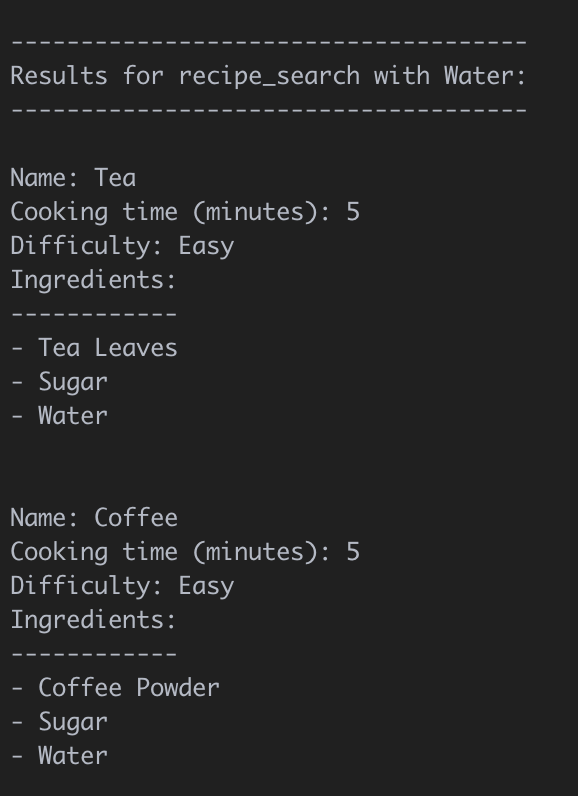 -------------------------------------
Results for recipe_search with Water:
-------------------------------------
Name: Tea
Cooking time (minutes): 5
Difficulty: Easy
Ingredients:
------------
- Tea Leaves
- Sugar
- Water
Name: Coffee
Cooking time (minutes): 5
Difficulty: Easy
Ingredients:
------------
- Coffee Powder
- Sugar
- Water